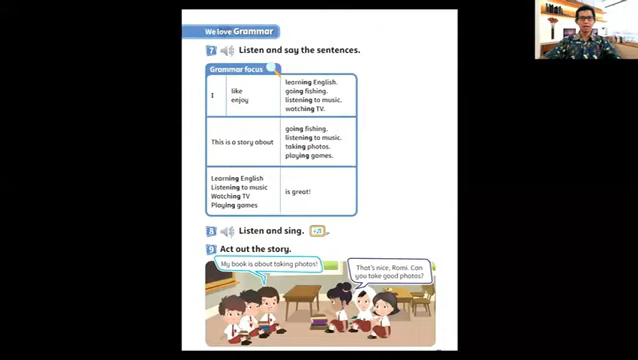 We love Grammar
7 Listen and say the sentences.
Grammar focus
I
like
enjoy
learning English.
going fishing.
listening to music.
watching TV.
This is a story about
going fishing.
listening to music.
taking photos.
playing games.
Learning English
Listening to music
Watching TV
Playing games
is great!
8 Listen and sing.
9 Act out the story.
My book is about taking photos!
That's nice, Romi. Can
you take good photos?